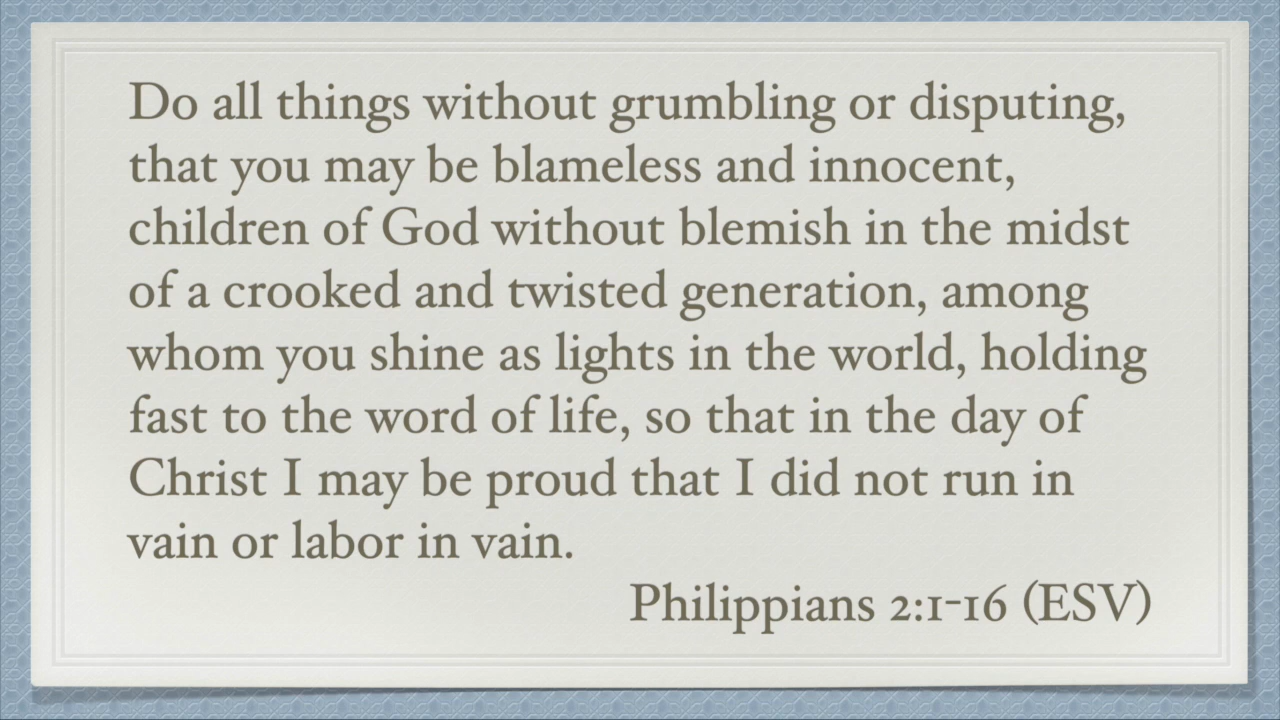 Do all things without grumbling or disputing,
that you may be blameless and innocent,
children of God without blemish in the midst
of a crooked and twisted generation, among
whom you shine as lights in the world, holding
fast to the word of life, so that in the day of
Christ I may be proud that I did not run in
vain or labor in vain.
Philippians 2:1-16 (ESV)